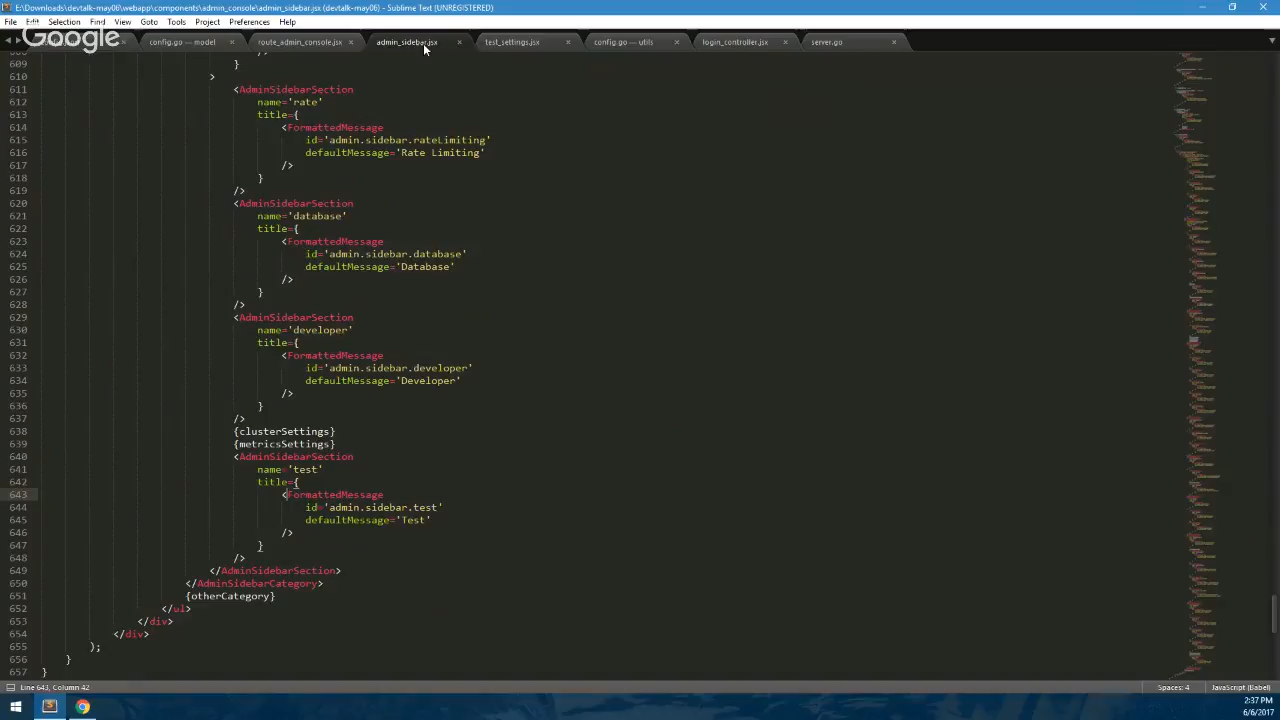 E:\Downloads\devtalk-may06\webapp\components\admin_console\admin_sidebar.jsx (devtalk-may06) - Sublime Text (UNREGISTERED)
File Edit Selection Find View Goto Tools Project Preferences Help
Google
config.go — model
route_admin_console.jsx
admin_sidebar.jsx
test_settings.jsx
config.go — utils
login_controller.jsx
server.go
609 }
610 >
611 <AdminSidebarSection
612 name='rate'
613 title={
614 <FormattedMessage
615 id='admin.sidebar.rateLimiting'
616 defaultMessage='Rate Limiting'
617 />
618 }
619 />
620 <AdminSidebarSection
621 name='database'
622 title={
623 <FormattedMessage
624 id='admin.sidebar.database'
625 defaultMessage='Database'
626 />
627 }
628 />
629 <AdminSidebarSection
630 name='developer'
631 title={
632 <FormattedMessage
633 id='admin.sidebar.developer'
634 defaultMessage='Developer'
635 />
636 }
637 />
638 {clusterSettings}
639 {metricsSettings}
640 <AdminSidebarSection
641 name='test'
642 title={
643 <FormattedMessage
644 id='admin.sidebar.test'
645 defaultMessage='Test'
646 />
647 }
648 />
649 </AdminSidebarSection>
650 </AdminSidebarCategory>
651 {otherCategory}
652 </ul>
653 </div>
654 </div>
655 );
656 }
657 }
Line 643, Column 42
Spaces: 4
JavaScript (Babel)
2:37 PM
6/6/2017